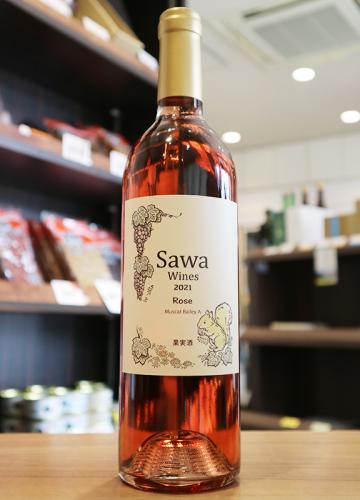 Sawa
Wines
2021
Rose
Muscat Bailey A
果実酒